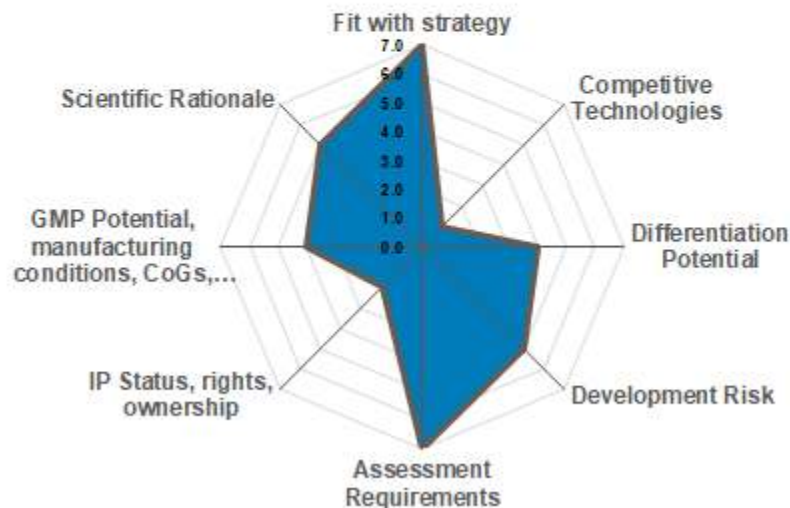 Fit with strategy
7.0
6.0
5.0
4.0
3.0
2.0
1.0
0.0
Competitive
Technologies
Differentiation
Potential
Development Risk
Assessment
Requirements
IP Status, rights,
ownership
GMP Potential,
manufacturing
conditions, CoGs,...
Scientific Rationale